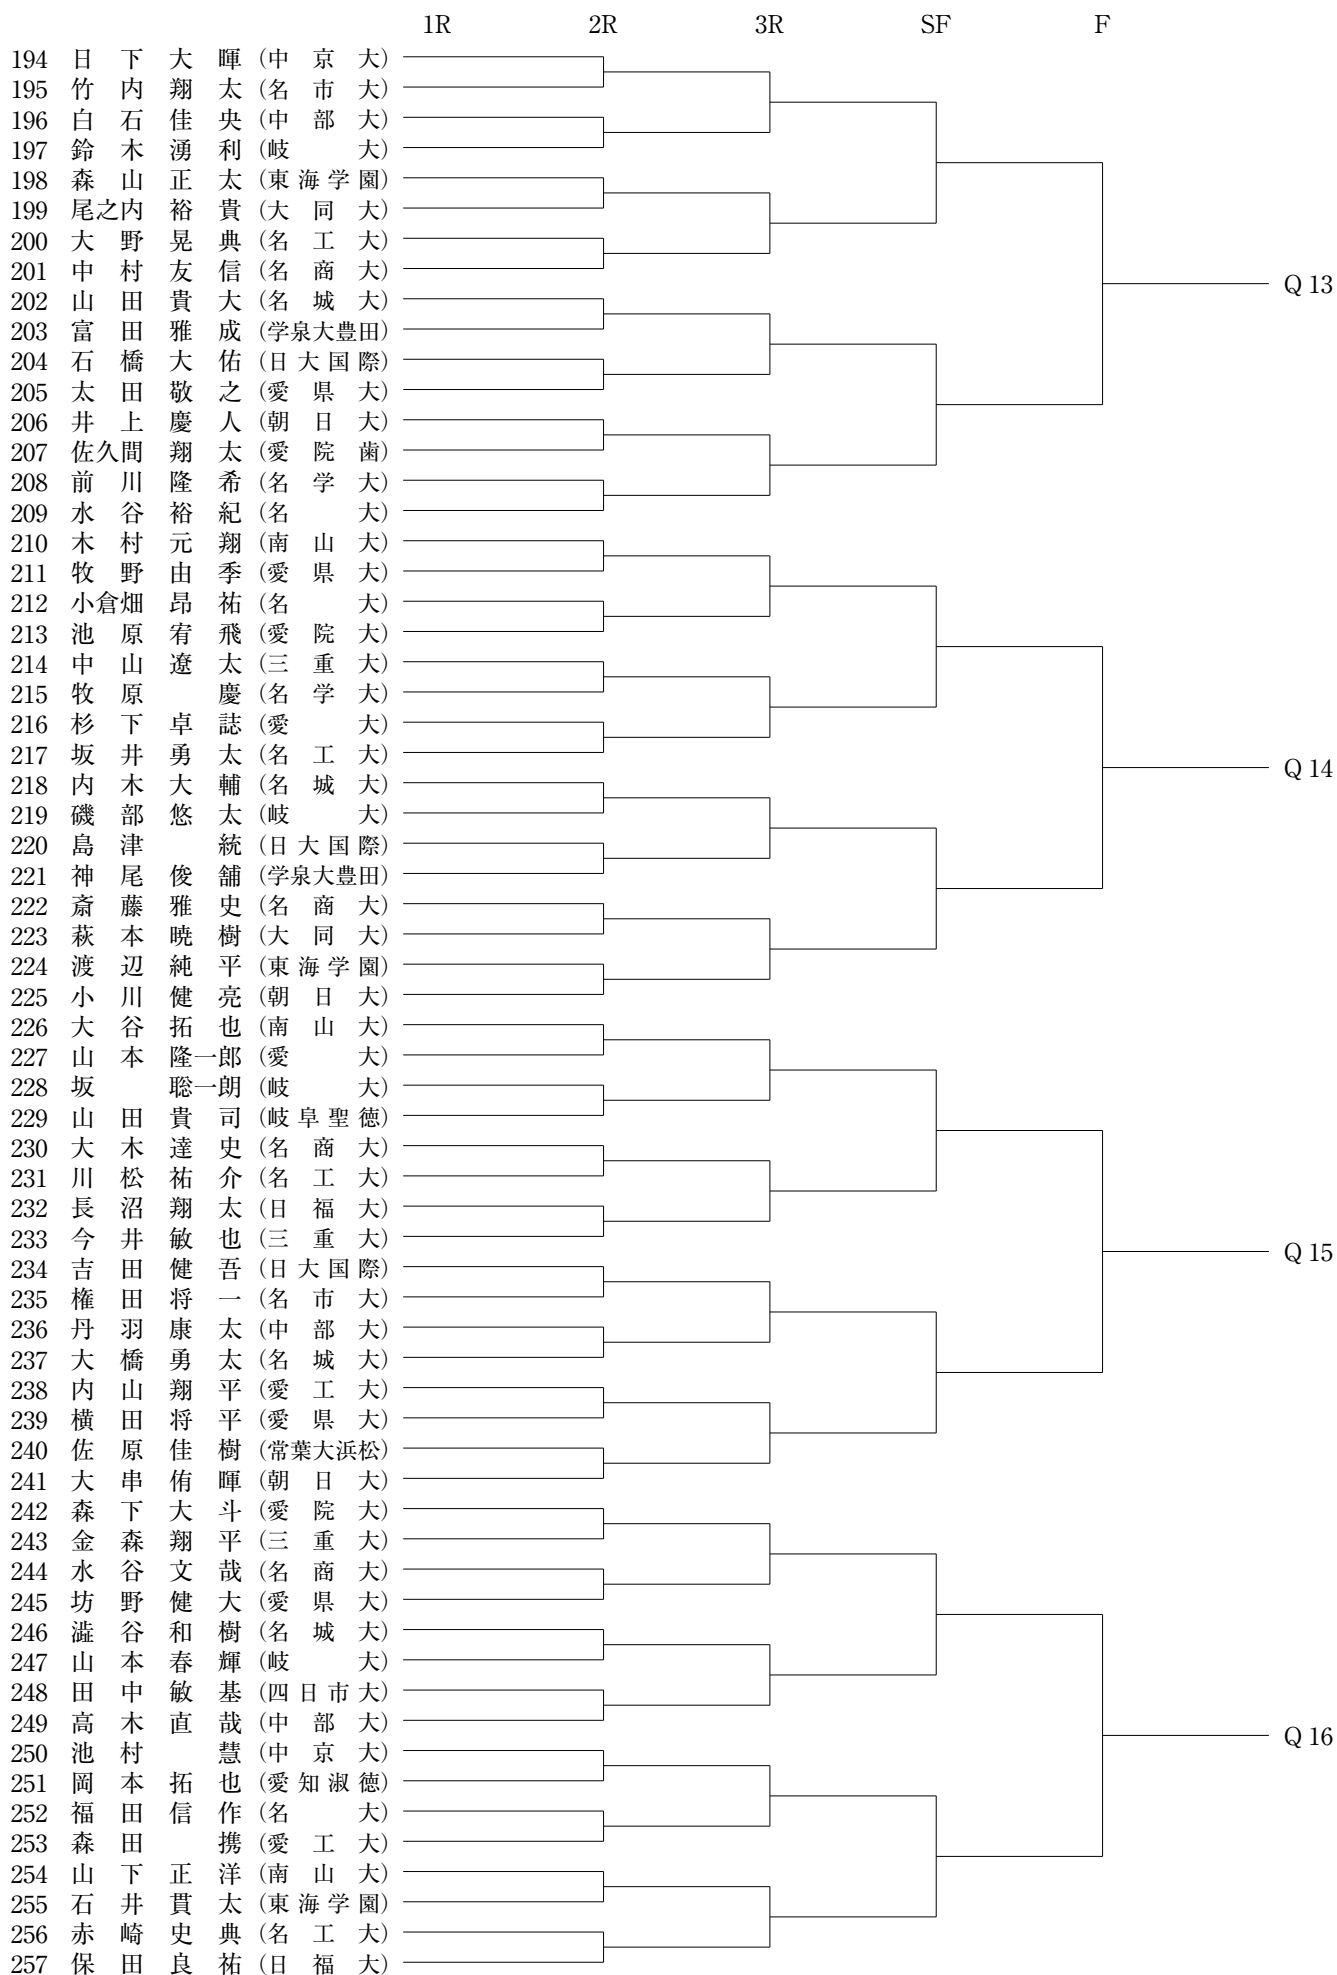 1R 2R 3R SF F
194 日下大暉 (中京大)
195 竹内翔太 (名市大)
196 白石佳央 (中部大)
197 鈴木湧利 (岐大)
198 森山正太 (東海学園)
199 尾之内裕貴 (大同大)
200 大野晃典 (名工大)
201 中村友信 (名商大)
202 山田貴大 (名城大)
203 富田雅成 (学泉大豊田)
204 石橋大佑 (日大国際)
205 太田敬之 (愛県大)
206 井上慶人 (朝日大)
207 佐久間翔太 (愛院歯)
208 前川隆希 (名学大)
209 水谷裕紀 (名大)
Q 13
210 木村元翔 (南山大)
211 牧野由季 (愛県大)
212 小倉畑昂祐 (名大)
213 池原宥飛 (愛院大)
214 中山遼太 (三重大)
215 牧原慶 (名学大)
216 杉下卓誌 (愛大)
217 坂井勇太 (名工大)
218 内木大輔 (名城大)
219 磯部悠太 (岐大)
220 島津統 (日大国際)
221 神尾俊舗 (学泉大豊田)
222 斎藤雅史 (名商大)
223 萩本暁樹 (大同大)
224 渡辺純平 (東海学園)
225 小川健亮 (朝日大)
Q 14
226 大谷拓也 (南山大)
227 山本隆一郎 (愛大)
228 坂聡一朗 (岐大)
229 山田貴司 (岐阜聖徳)
230 大木達史 (名商大)
231 川松祐介 (名工大)
232 長沼翔太 (日福大)
233 今井敏也 (三重大)
234 吉田健吾 (日大国際)
235 権田将一 (名市大)
236 丹羽康太 (中部大)
237 大橋勇太 (名城大)
238 内山翔平 (愛工大)
239 横田将平 (愛県大)
240 佐原佳樹 (常葉大浜松)
241 大串侑暉 (朝日大)
Q 15
242 森下大斗 (愛院大)
243 金森翔平 (三重大)
244 水谷文哉 (名商大)
245 坊野健大 (愛県大)
246 澁谷和樹 (名城大)
247 山本春輝 (岐大)
248 田中敏基 (四日市大)
249 高木直哉 (中部大)
250 池村慧 (中京大)
251 岡本拓也 (愛知淑徳)
252 福田信作 (名大)
253 森田携 (愛工大)
254 山下正洋 (南山大)
255 石井貫太 (東海学園)
256 赤崎史典 (名工大)
257 保田良祐 (日福大)
Q 16